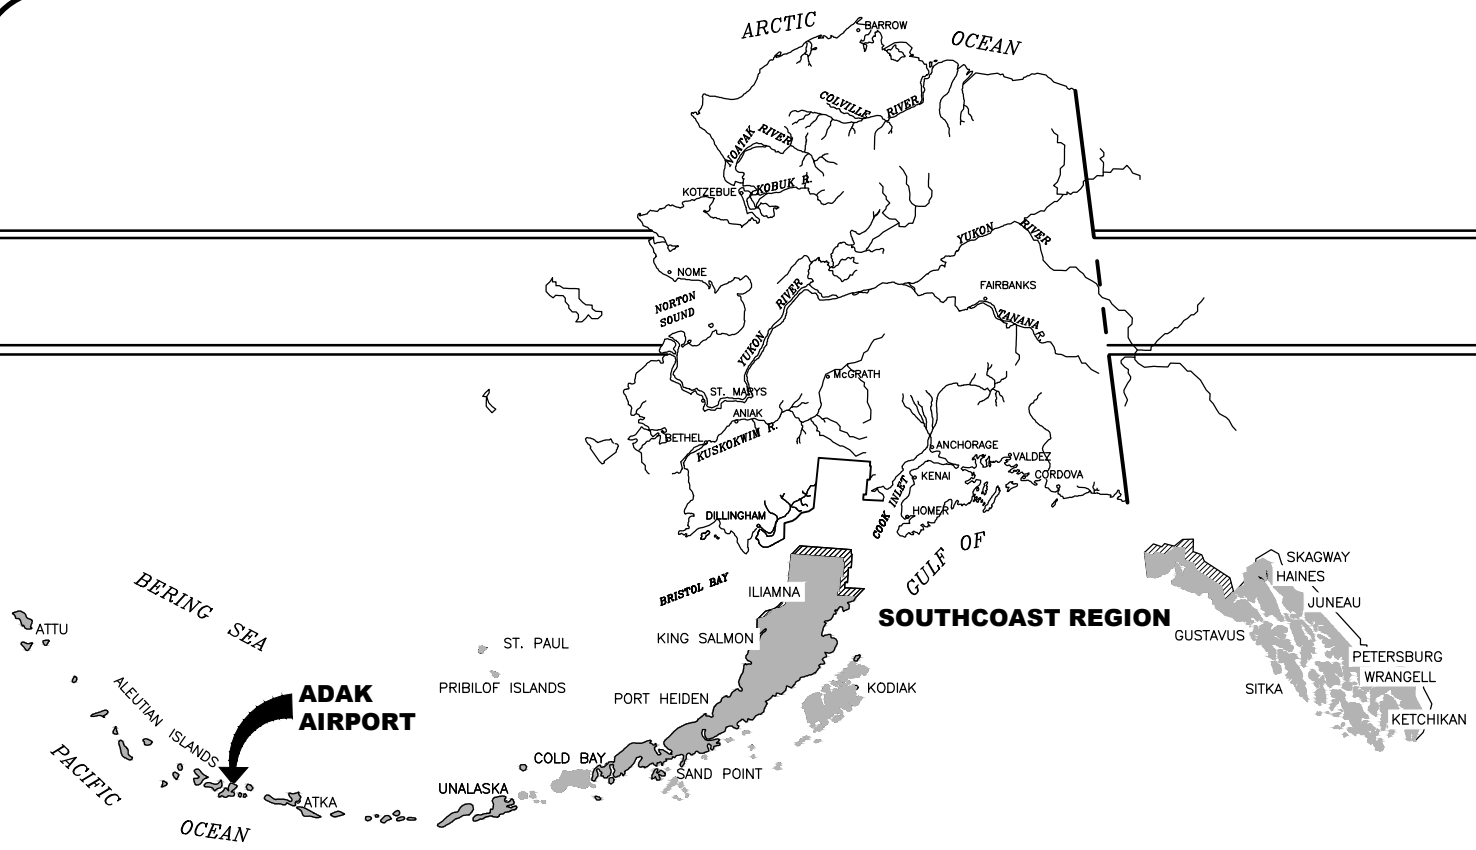 ARCTIC
OCEAN
BARROW
COLVILLE RIVER
NOATAK RIVER
KOTZEBUE
KOBUK R.
YUKON RIVER
NOME
NORTON
SOUND
FAIRBANKS
TANANA R.
YUKON RIVER
McGRATH
ST. MARYS
ANIAK
BETHEL
KUSKOKWIM R.
ANCHORAGE
VALDEZ
KENAI
CORDOVA
COOK INLET
HOMER
DILLINGHAM
GULF OF
BRISTOL BAY
ILIAMNA
SOUTHCOAST REGION
SKAGWAY
HAINES
JUNEAU
GUSTAVUS
PETERSBURG
WRANGELL
SITKA
KETCHIKAN
BERING SEA
ATTU
ST. PAUL
KING SALMON
PRIBILOF ISLANDS
PORT HEIDEN
KODIAK
ALEUTIAN ISLANDS
ADAK
AIRPORT
COLD BAY
SAND POINT
UNALASKA
ATKA
PACIFIC
OCEAN